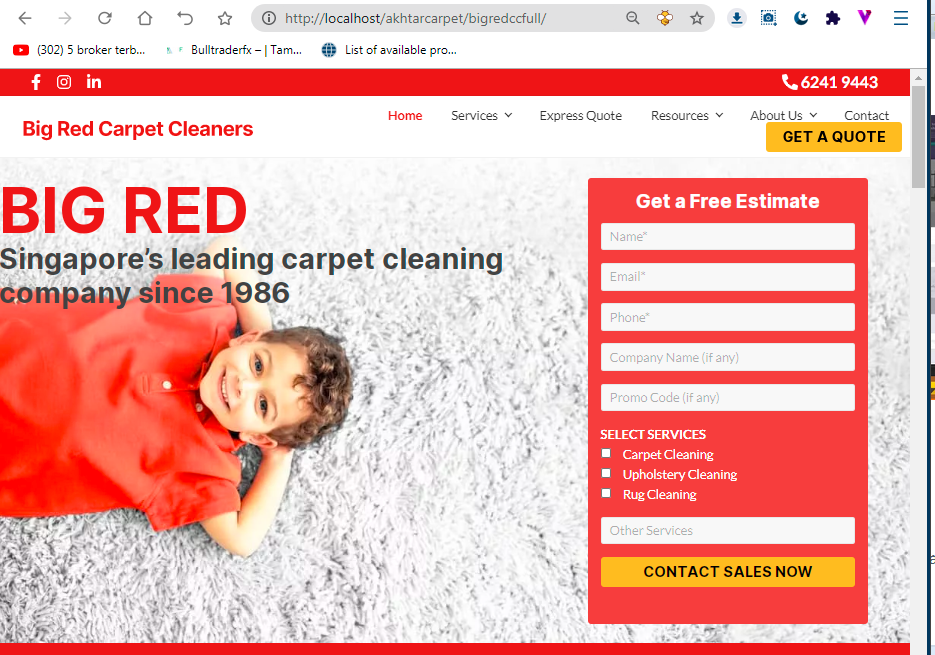 http://localhost/akhtarcarpet/bigredccfull/
(302) 5 broker terb...
Bulltraderfx – | Tam...
List of available pro...
6241 9443
Big Red Carpet Cleaners
Home
Services
Express Quote
Resources
About Us
Contact
GET A QUOTE
BIG RED
Singapore's leading carpet cleaning
company since 1986
Get a Free Estimate
Name*
Email*
Phone*
Company Name (if any)
Promo Code (if any)
SELECT SERVICES
Carpet Cleaning
Upholstery Cleaning
Rug Cleaning
Other Services
CONTACT SALES NOW